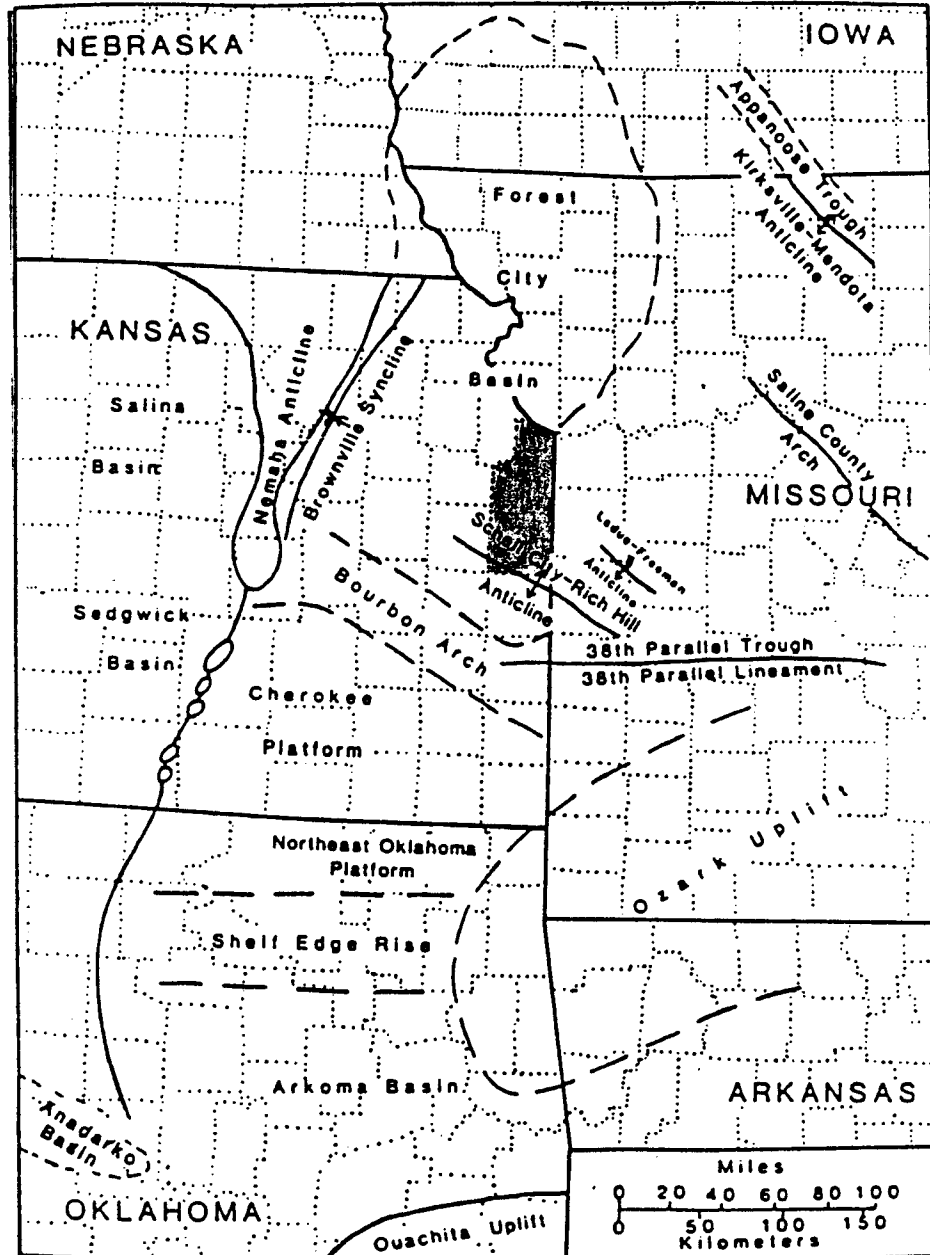 NEBRASKA
IOWA
Appanoose Trough
Kirksville-Mendota
Anticline
Forest
City
Basin
KANSAS
Salina
Basin
Nemaha Anticline
Brownville Syncline
Saline County
Arch
MISSOURI
Schell City-Rich Hill
Anticline
Ledue-Freeman
Anticline
Bourbon Arch
Sedgwick
Basin
38th Parallel Trough
38th Parallel Lineament
Cherokee
Platform
Ozark Uplift
Northeast Oklahoma
Platform
Shelf Edge Rise
Arkoma Basin
ARKANSAS
Anadarko
Basin
OKLAHOMA
Ouachita Uplift
Miles
0 20 40 60 80 100
0 50 100 150
Kilometers